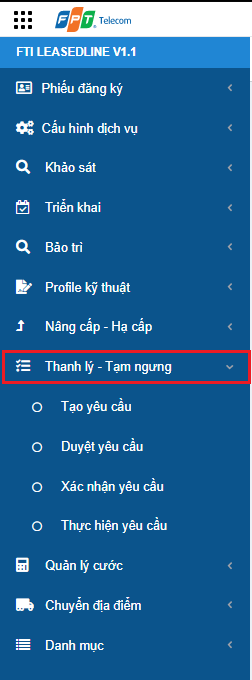 FPT Telecom
FTI LEASEDLINE V1.1
Phiếu đăng ký
Cấu hình dịch vụ
Khảo sát
Triển khai
Bảo trì
Profile kỹ thuật
Nâng cấp - Hạ cấp
Thanh lý - Tạm ngưng
Tạo yêu cầu
Duyệt yêu cầu
Xác nhận yêu cầu
Thực hiện yêu cầu
Quản lý cước
Chuyển địa điểm
Danh mục